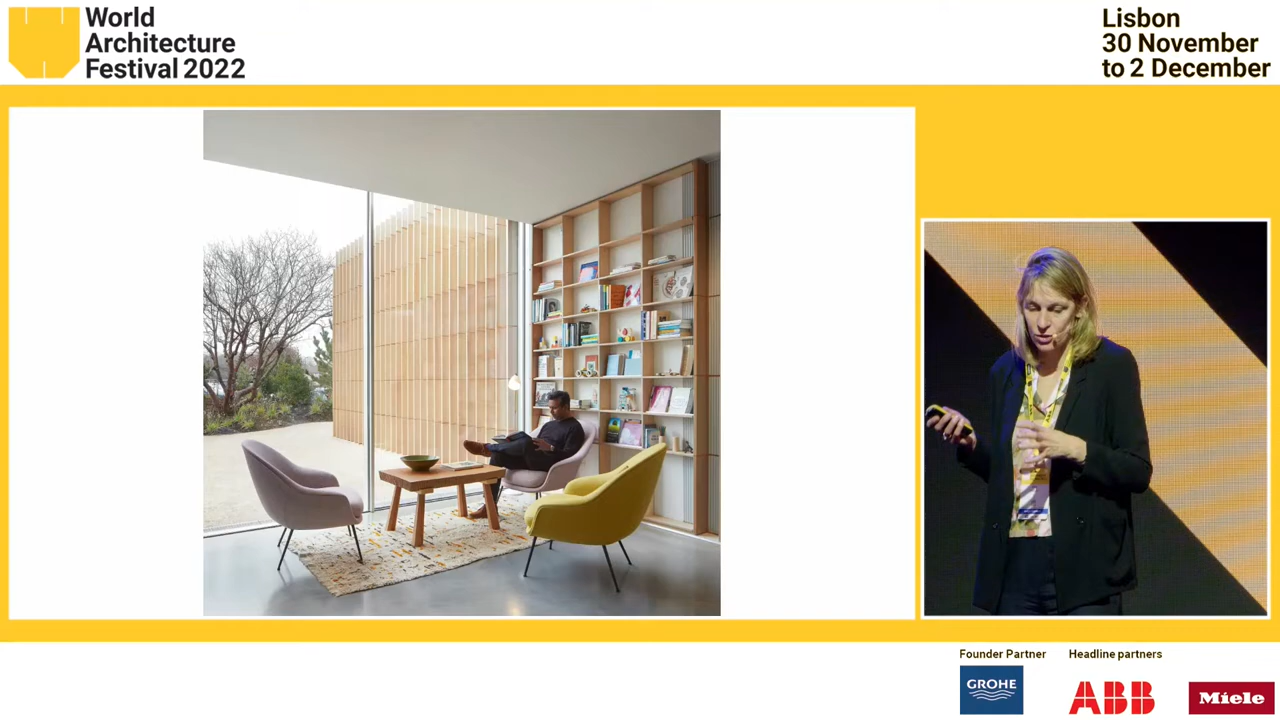 World
Architecture
Festival 2022
Lisbon
30 November
to 2 December
Founder Partner
Headline partners
GROHE
ABB
Miele